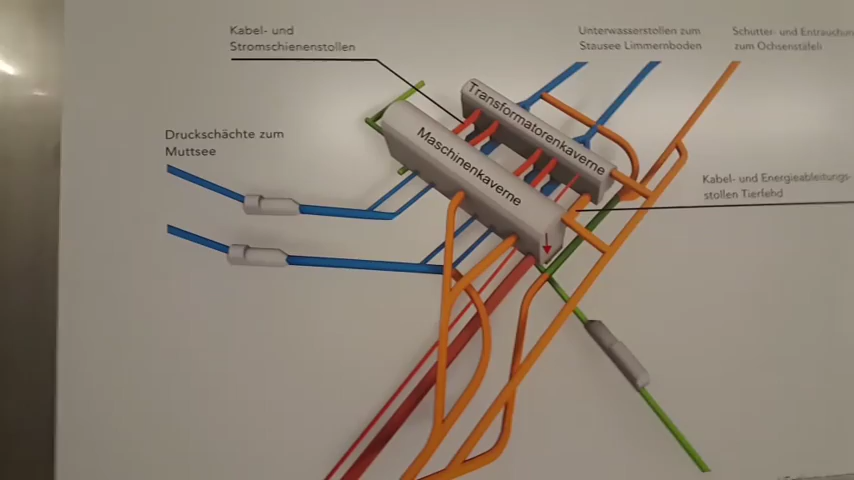 Kabel- und
Stromschienenstollen
Unterwasserstollen zum
Stausee Limmernboden
Schutter- und Entrauchun
zum Ochsenstäfeli
Druckschächte zum
Muttsee
Transformatorenkaverne
Maschinenkaverne
Kabel- und Energieableitungs-
stollen Tierfehd